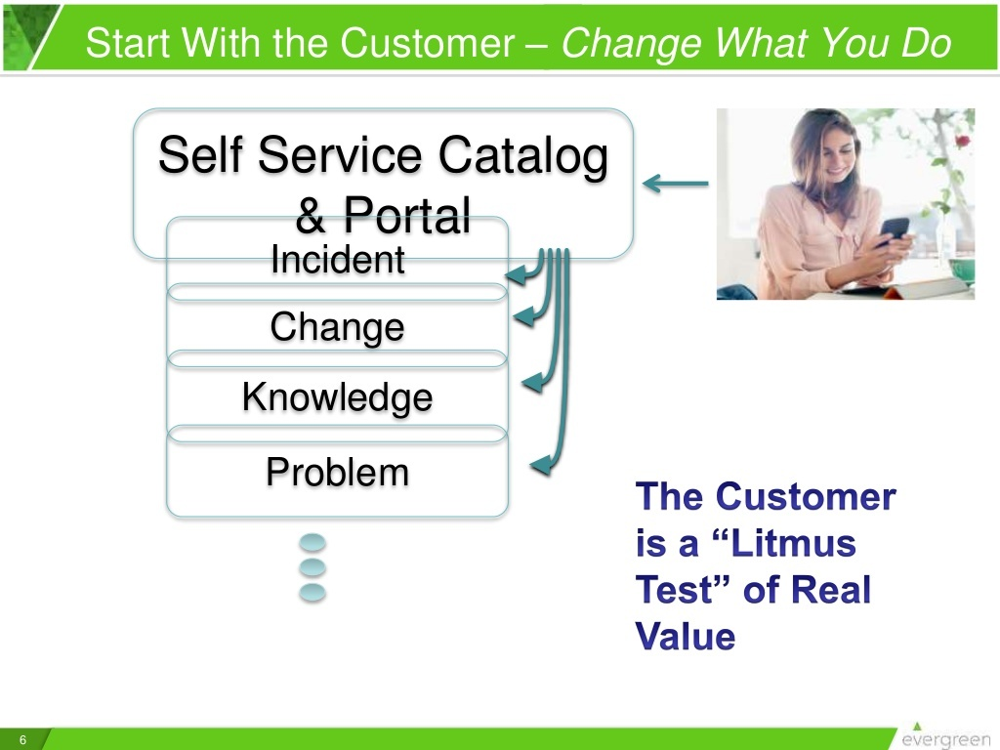 Start With the Customer – Change What You Do
Self Service Catalog
& Portal
Incident
Change
Knowledge
Problem
The Customer
is a “Litmus
Test” of Real
Value
6
evergreen